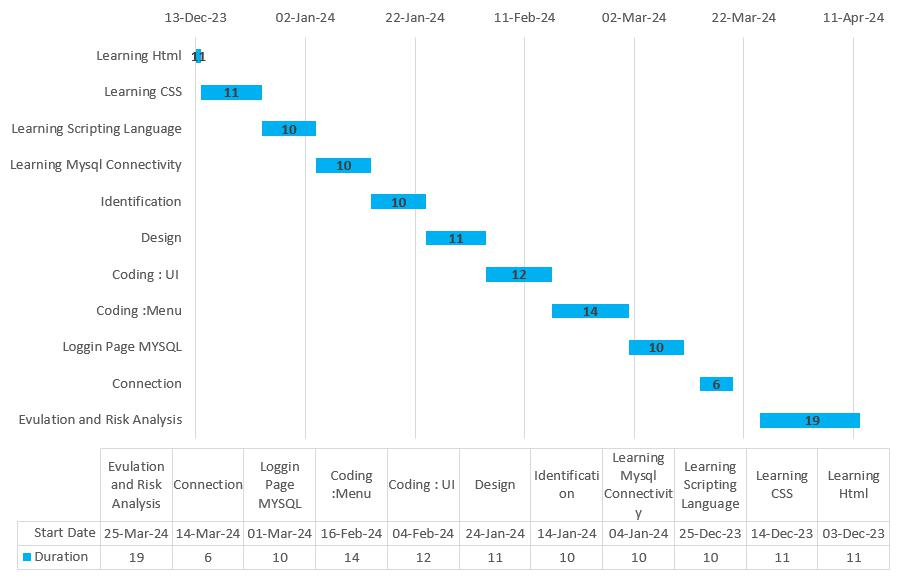 13-Dec-23 02-Jan-24 22-Jan-24 11-Feb-24 02-Mar-24 22-Mar-24 11-Apr-24
Learning Html 11
Learning CSS 11
Learning Scripting Language 10
Learning Mysql Connectivity 10
Identification 10
Design 11
Coding : UI 12
Coding :Menu 14
Loggin Page MYSQL 10
Connection 6
Evulation and Risk Analysis 19
Evulation and Risk Analysis Connection Loggin Page MYSQL Coding :Menu Coding : UI Design Identificati on Learning Mysql Connectivit y Learning Scripting Language Learning CSS Learning Html
Start Date 25-Mar-24 14-Mar-24 01-Mar-24 16-Feb-24 04-Feb-24 24-Jan-24 14-Jan-24 04-Jan-24 25-Dec-23 14-Dec-23 03-Dec-23
Duration 19 6 10 14 12 11 10 10 10 11 11